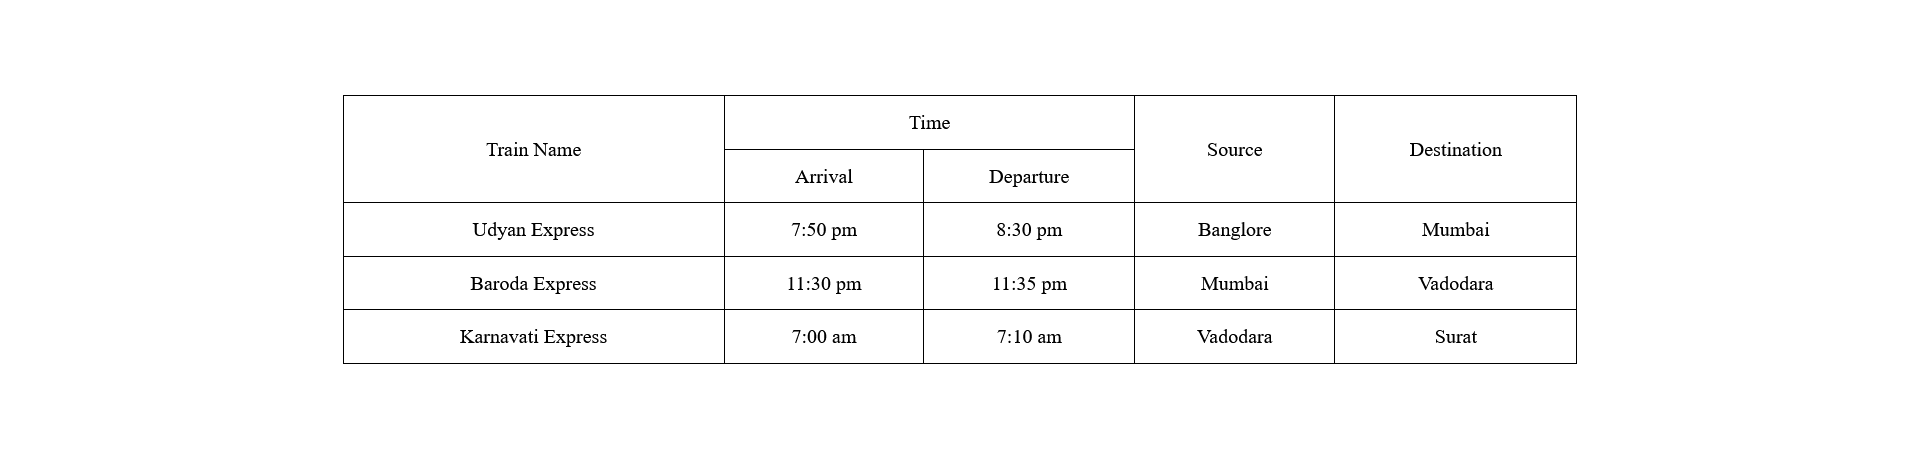 Train Name Time Source Destination
Arrival Departure
Udyan Express 7:50 pm 8:30 pm Banglore Mumbai
Baroda Express 11:30 pm 11:35 pm Mumbai Vadodara
Karnavati Express 7:00 am 7:10 am Vadodara Surat